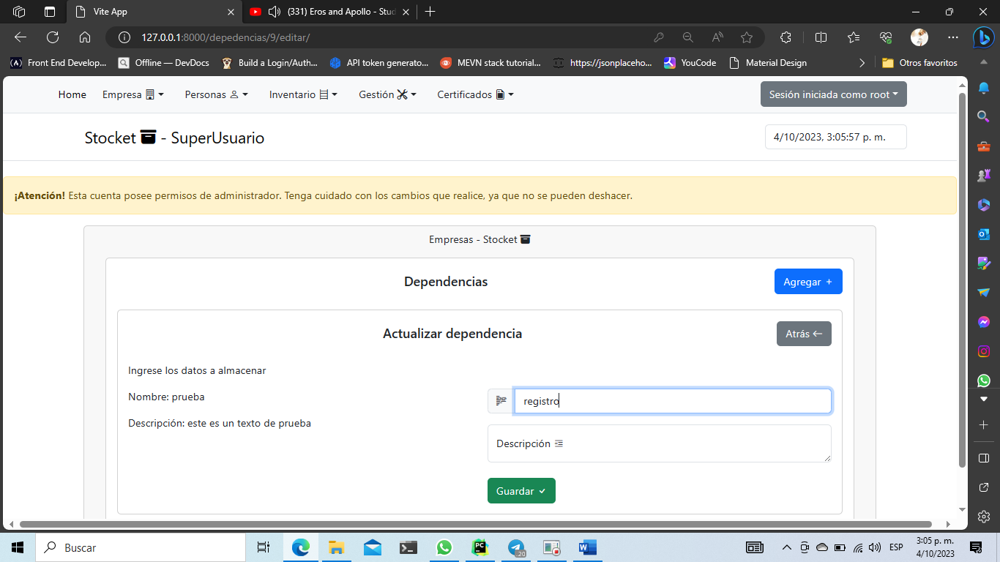 Vite App
(331) Eros and Apollo - Stud
127.0.0.1:8000/depedencias/9/editar/
Front End Develop...
Offline — DevDocs
Build a Login/Auth...
API token generato...
MEVN stack tutorial...
https://jsonplaceho...
YouCode
Material Design
Otros favoritos
Home
Empresa
Personas
Inventario
Gestión
Certificados
Sesión iniciada como root
Stocket - SuperUsuario
4/10/2023, 3:05:57 p. m.
¡Atención! Esta cuenta posee permisos de administrador. Tenga cuidado con los cambios que realice, ya que no se pueden deshacer.
Empresas - Stocket
Dependencias
Agregar +
Actualizar dependencia
Atrás ←
Ingrese los datos a almacenar
Nombre: prueba
registro
Descripción: este es un texto de prueba
Descripción
Guardar ✓
Buscar
ESP
3:05 p. m.
4/10/2023